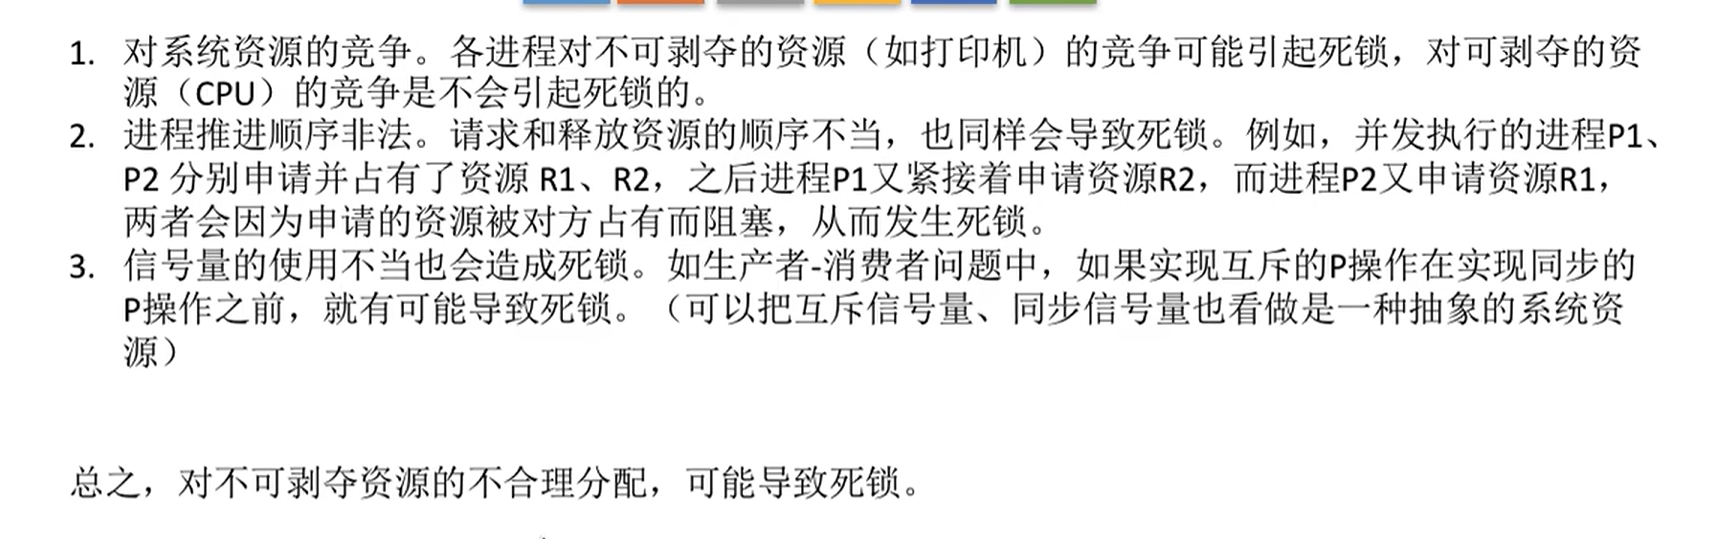 1. 对系统资源的竞争。各进程对不可剥夺的资源（如打印机）的竞争可能引起死锁，对可剥夺的资
源（CPU）的竞争是不会引起死锁的。
2. 进程推进顺序非法。请求和释放资源的顺序不当，也同样会导致死锁。例如，并发执行的进程P1、
P2 分别申请并占有了资源 R1、R2，之后进程P1又紧接着申请资源R2，而进程P2又申请资源R1，
两者会因为申请的资源被对方占有而阻塞，从而发生死锁。
3. 信号量的使用不当也会造成死锁。如生产者-消费者问题中，如果实现互斥的P操作在实现同步的
P操作之前，就有可能导致死锁。（可以把互斥信号量、同步信号量也看做是一种抽象的系统资
源）
总之，对不可剥夺资源的不合理分配，可能导致死锁。